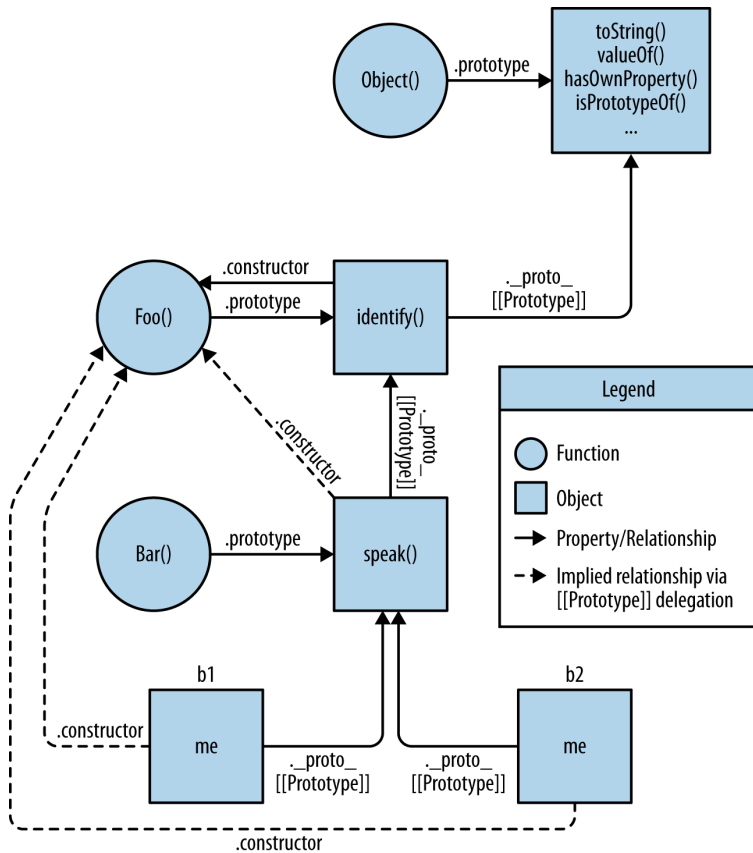 toString()
valueOf()
hasOwnProperty()
isPrototypeOf()
...
Object()
.prototype
.constructor
.prototype
Foo()
identify()
._proto_
[[Prototype]]
._proto_
[[Prototype]]
.constructor
Legend
Function
Object
Property/Relationship
Implied relationship via
[[Prototype]] delegation
Bar()
.prototype
speak()
b1
b2
.constructor
me
me
._proto_
[[Prototype]]
._proto_
[[Prototype]]
.constructor